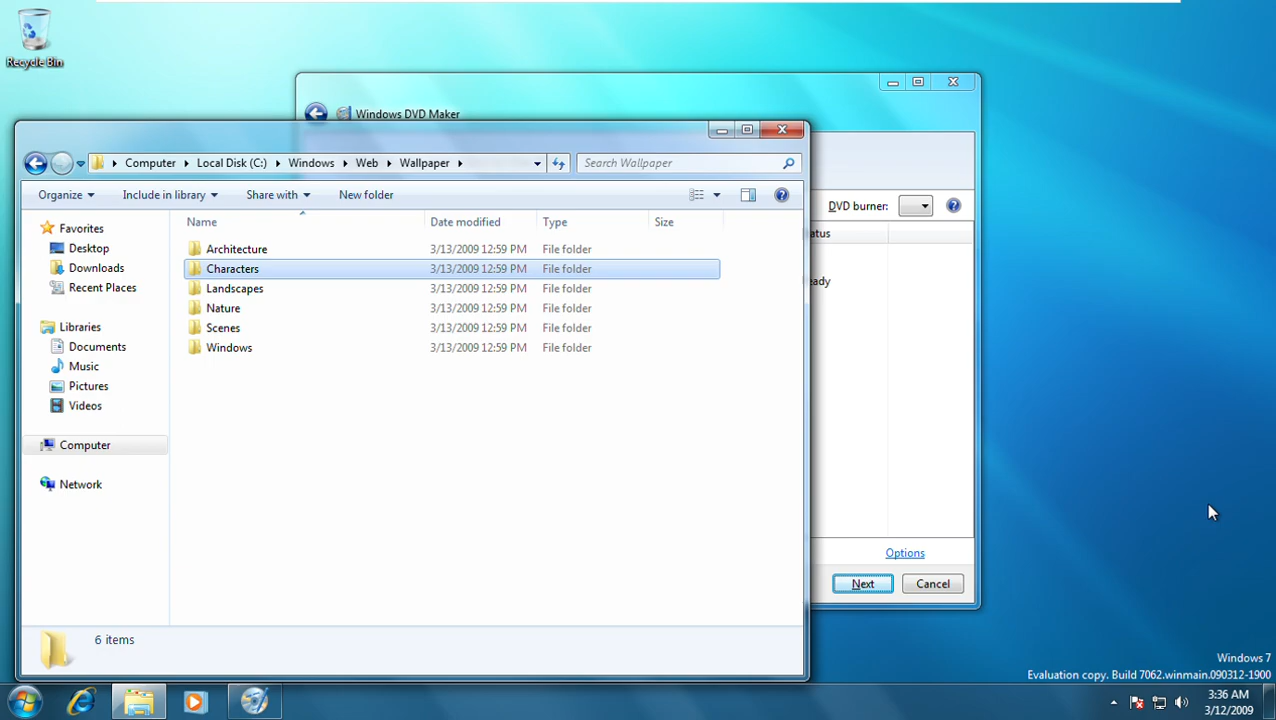 Recycle Bin
Windows DVD Maker
Computer Local Disk (C:) Windows Web Wallpaper
Search Wallpaper
Organize Include in library Share with New folder
DVD burner:
Name Date modified Type Size
atus
Favorites
Desktop
Downloads
Recent Places
Libraries
Documents
Music
Pictures
Videos
Computer
Network
Architecture 3/13/2009 12:59 PM File folder
Characters 3/13/2009 12:59 PM File folder
Landscapes 3/13/2009 12:59 PM File folder
Nature 3/13/2009 12:59 PM File folder
Scenes 3/13/2009 12:59 PM File folder
Windows 3/13/2009 12:59 PM File folder
eady
Options
Next Cancel
6 items
Windows 7
Evaluation copy. Build 7062.winmain.090312-1900
3:36 AM
3/12/2009